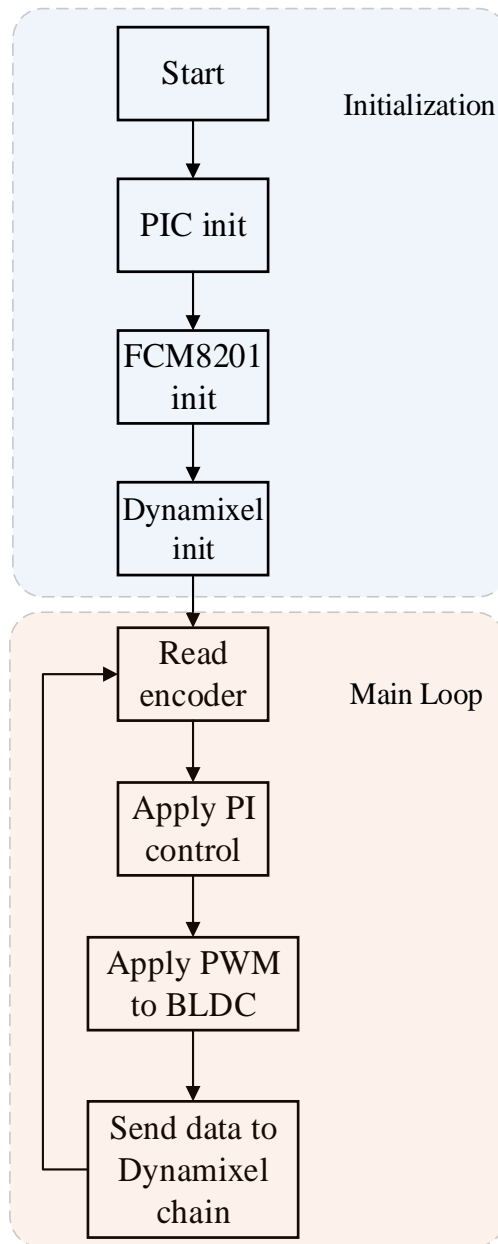 Start
Initialization
PIC init
FCM8201
init
Dynamixel
init
Read
encoder
Main Loop
Apply PI
control
Apply PWM
to BLDC
Send data to
Dynamixel
chain